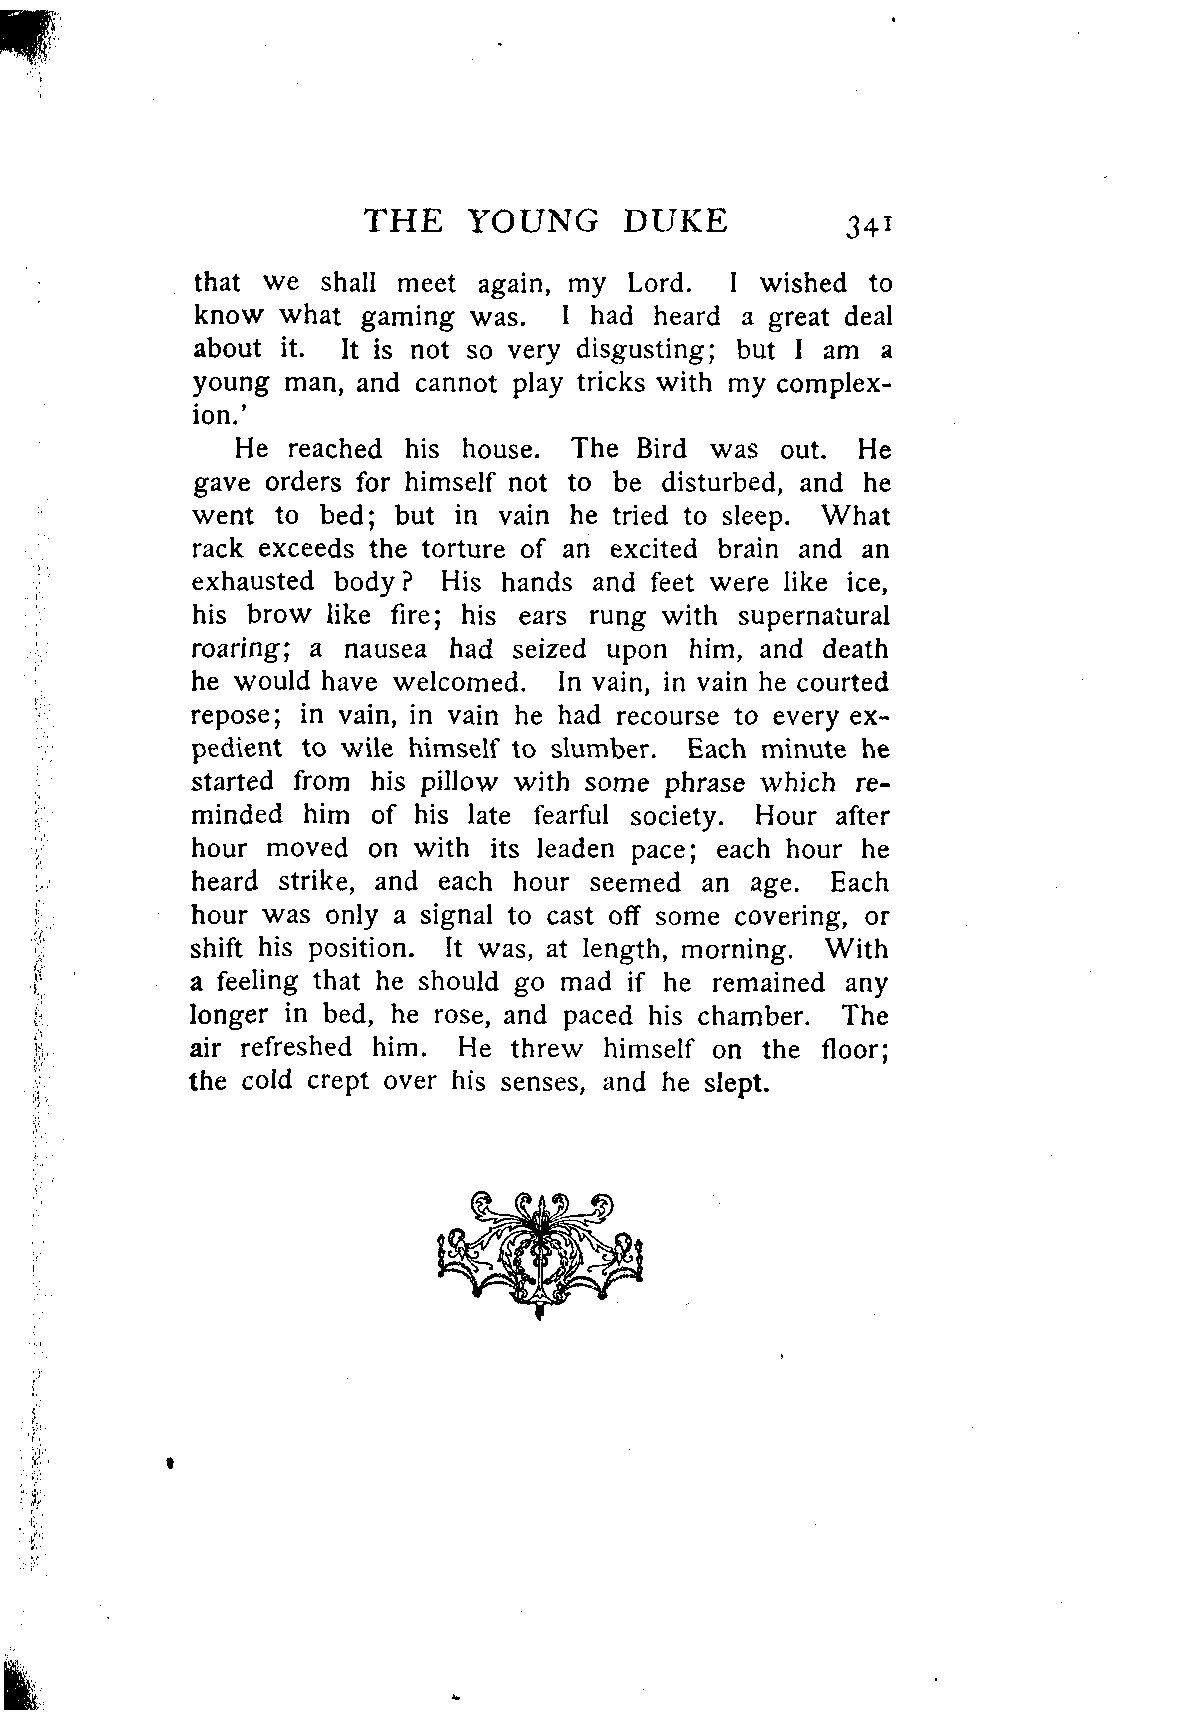 THE YOUNG DUKE 341
that we shall meet again, my Lord. I wished to
know what gaming was. I had heard a great deal
about it. It is not so very disgusting; but I am a
young man, and cannot play tricks with my complex-
ion.'
He reached his house. The Bird was out. He
gave orders for himself not to be disturbed, and he
went to bed; but in vain he tried to sleep. What
rack exceeds the torture of an excited brain and an
exhausted body? His hands and feet were like ice,
his brow like fire; his ears rung with supernatural
roaring; a nausea had seized upon him, and death
he would have welcomed. In vain, in vain he courted
repose; in vain, in vain he had recourse to every ex-
pedient to wile himself to slumber. Each minute he
started from his pillow with some phrase which re-
minded him of his late fearful society. Hour after
hour moved on with its leaden pace; each hour he
heard strike, and each hour seemed an age. Each
hour was only a signal to cast off some covering, or
shift his position. It was, at length, morning. With
a feeling that he should go mad if he remained any
longer in bed, he rose, and paced his chamber. The
air refreshed him. He threw himself on the floor;
the cold crept over his senses, and he slept.